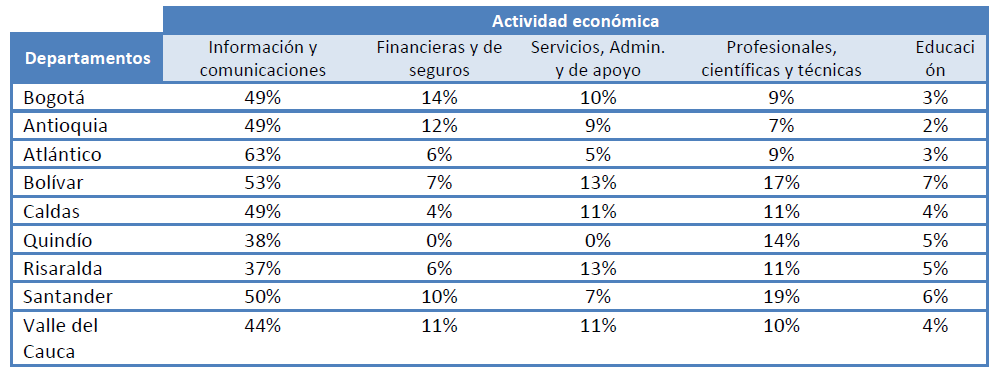 Actividad económica
Departamentos Información y comunicaciones Financieras y de seguros Servicios, Admin. y de apoyo Profesionales, científicas y técnicas Educaci ón
Bogotá 49% 14% 10% 9% 3%
Antioquia 49% 12% 9% 7% 2%
Atlántico 63% 6% 5% 9% 3%
Bolívar 53% 7% 13% 17% 7%
Caldas 49% 4% 11% 11% 4%
Quindío 38% 0% 0% 14% 5%
Risaralda 37% 6% 13% 11% 5%
Santander 50% 10% 7% 19% 6%
Valle del Cauca 44% 11% 11% 10% 4%